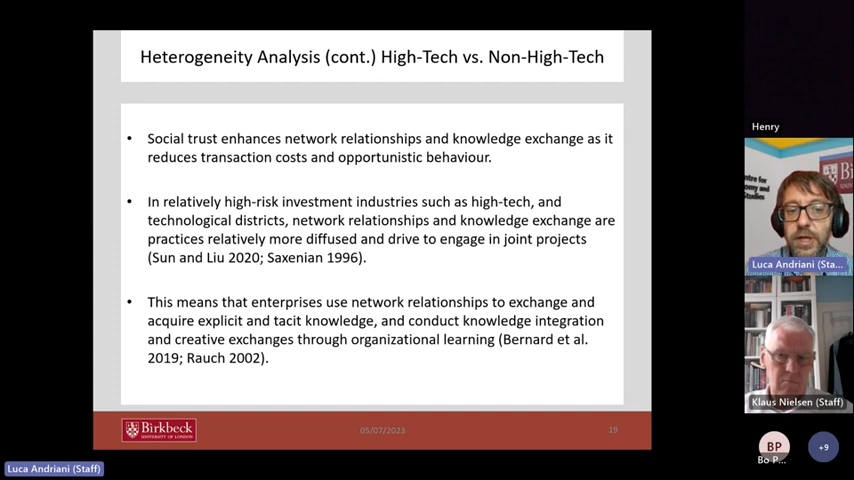 Heterogeneity Analysis (cont.) High-Tech vs. Non-High-Tech
• Social trust enhances network relationships and knowledge exchange as it
reduces transaction costs and opportunistic behaviour.
• In relatively high-risk investment industries such as high-tech, and
technological districts, network relationships and knowledge exchange are
practices relatively more diffused and drive to engage in joint projects
(Sun and Liu 2020; Saxenian 1996).
• This means that enterprises use network relationships to exchange and
acquire explicit and tacit knowledge, and conduct knowledge integration
and creative exchanges through organizational learning (Bernard et al.
2019; Rauch 2002).
Birkbeck
UNIVERSITY OF LONDON
05/07/2023
19
Luca Andriani (Staff)
Henry
Luca Andriani (Sta...
Klaus Nielsen (Staff)
BP
Bo P...
+9